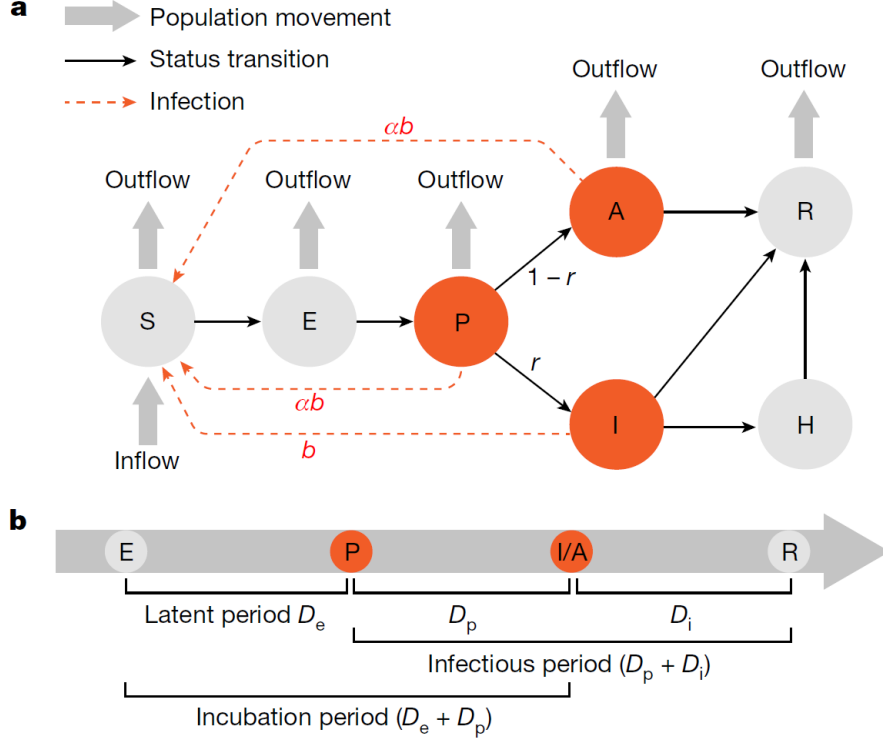 a
Population movement
Status transition
Infection
Outflow
Outflow
αb
Outflow
Outflow
Outflow
A
R
1 − r
S
E
P
r
αb
b
I
H
Inflow
b
E
P
I/A
R
Latent period Dₑ
Dₚ
Dᵢ
Infectious period (Dₚ + Dᵢ)
Incubation period (Dₑ + Dₚ)